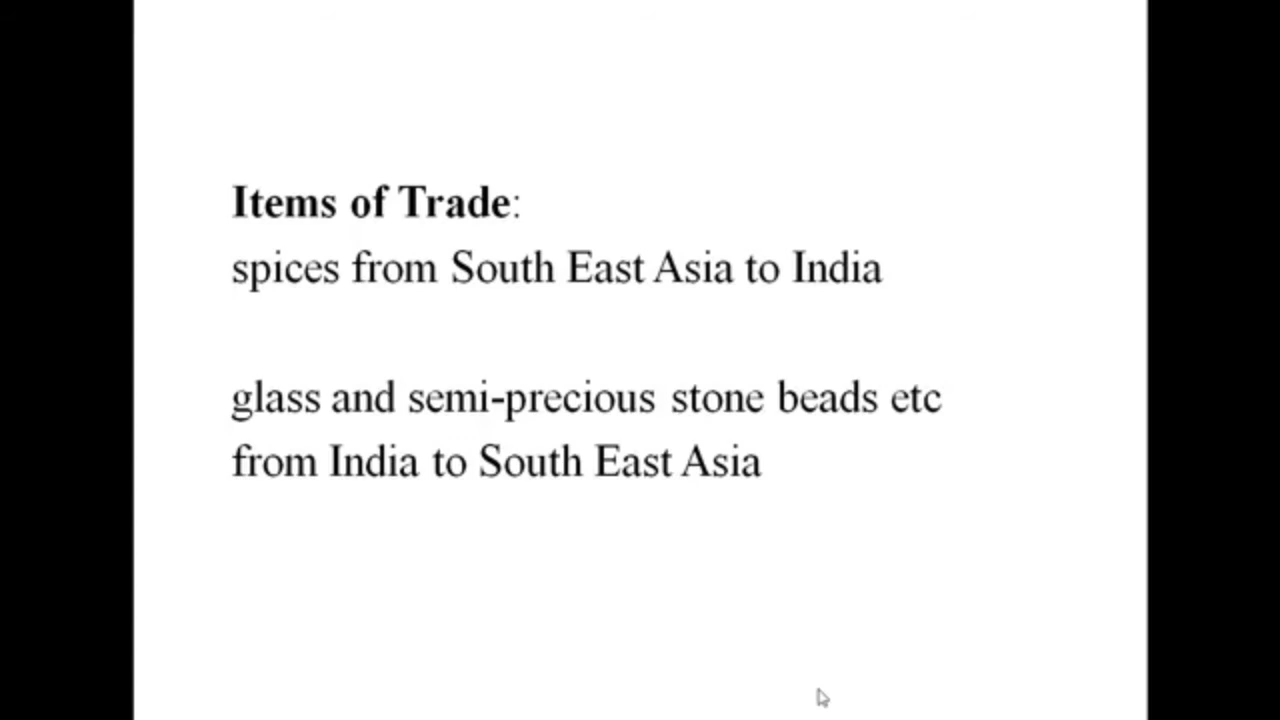 Items of Trade:
spices from South East Asia to India
glass and semi-precious stone beads etc
from India to South East Asia